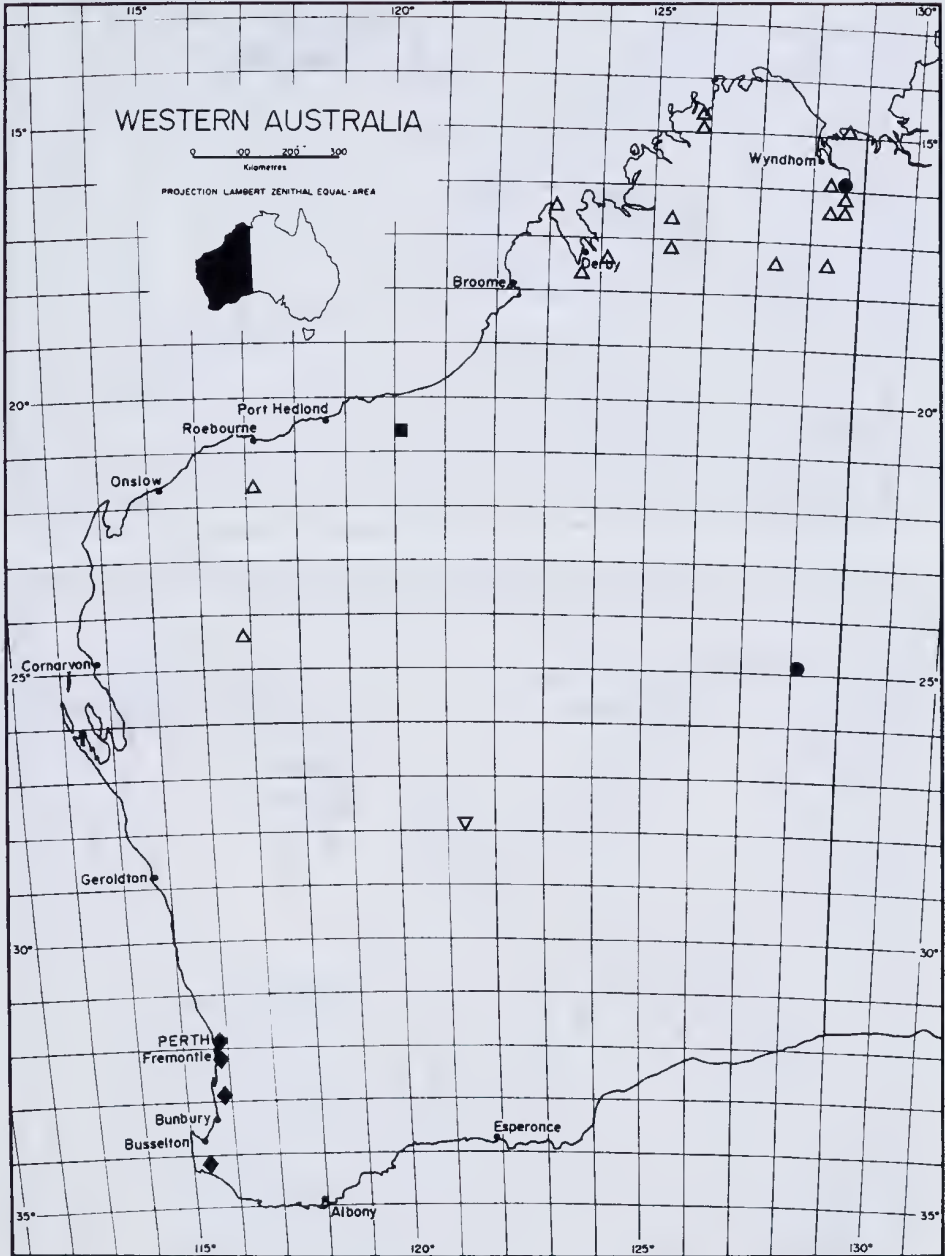 115° 120° 125° 130°
WESTERN AUSTRALIA
0 100 200 300
Kilometres
PROJECTION LAMBERT ZENITHAL EQUAL-AREA
15° 15°
Wyndham
Derby
Broome
20° 20°
Port Hedland
Roebourne
Onslow
Carnarvon
25° 25°
Geraldton
30° 30°
PERTH
Fremantle
Bunbury
Busselton
Esperance
Albany
35° 35°
115° 120° 125° 130°